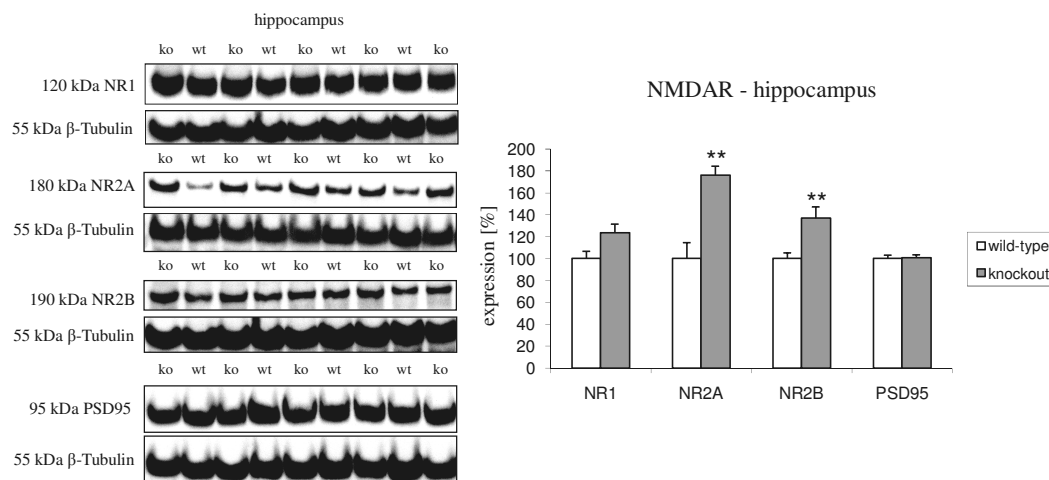 hippocampus
ko wt ko wt ko wt ko wt ko
120 kDa NR1
55 kDa β-Tubulin
ko wt ko wt ko wt ko wt ko
180 kDa NR2A
55 kDa β-Tubulin
ko wt ko wt ko wt ko wt ko
190 kDa NR2B
55 kDa β-Tubulin
ko wt ko wt ko wt ko wt ko
95 kDa PSD95
55 kDa β-Tubulin
NMDAR - hippocampus
expression [%]
200
180
160
140
120
100
80
60
40
20
0
**
**
NR1 NR2A NR2B PSD95
wild-type
knockout